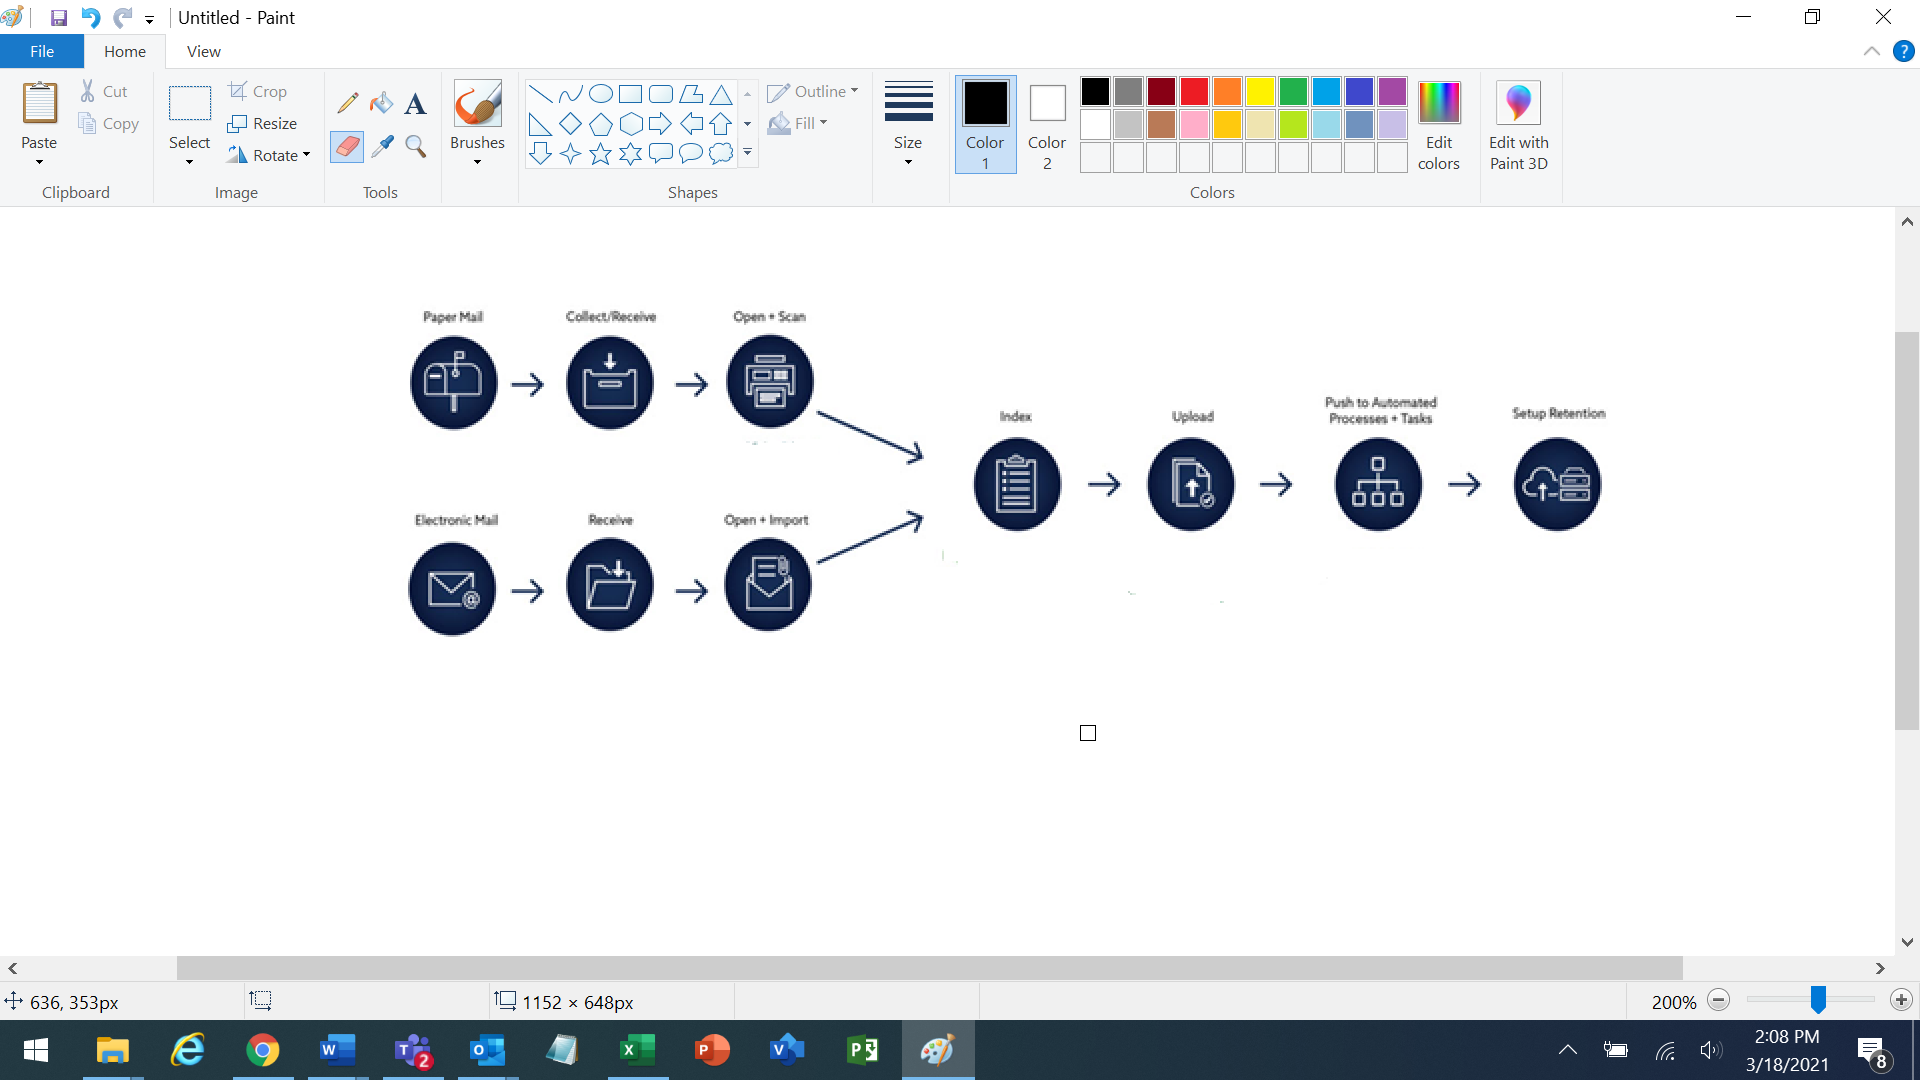 Untitled - Paint
File
Home
View
Paste
Cut
Copy
Clipboard
Select
Crop
Resize
Rotate
Image
A
Tools
Brushes
Shapes
Outline
Fill
Size
Color
1
Color
2
Edit
colors
Colors
Edit with
Paint 3D
?
Paper Mail
Collect/Receive
Open + Scan
Index
Upload
Push to Automated
Processes + Tasks
Setup Retention
Electronic Mail
Receive
Open + Import
@
636, 353px
1152 × 648px
200%
W
T
2
O
X
P
V
P
2:08 PM
3/18/2021
8